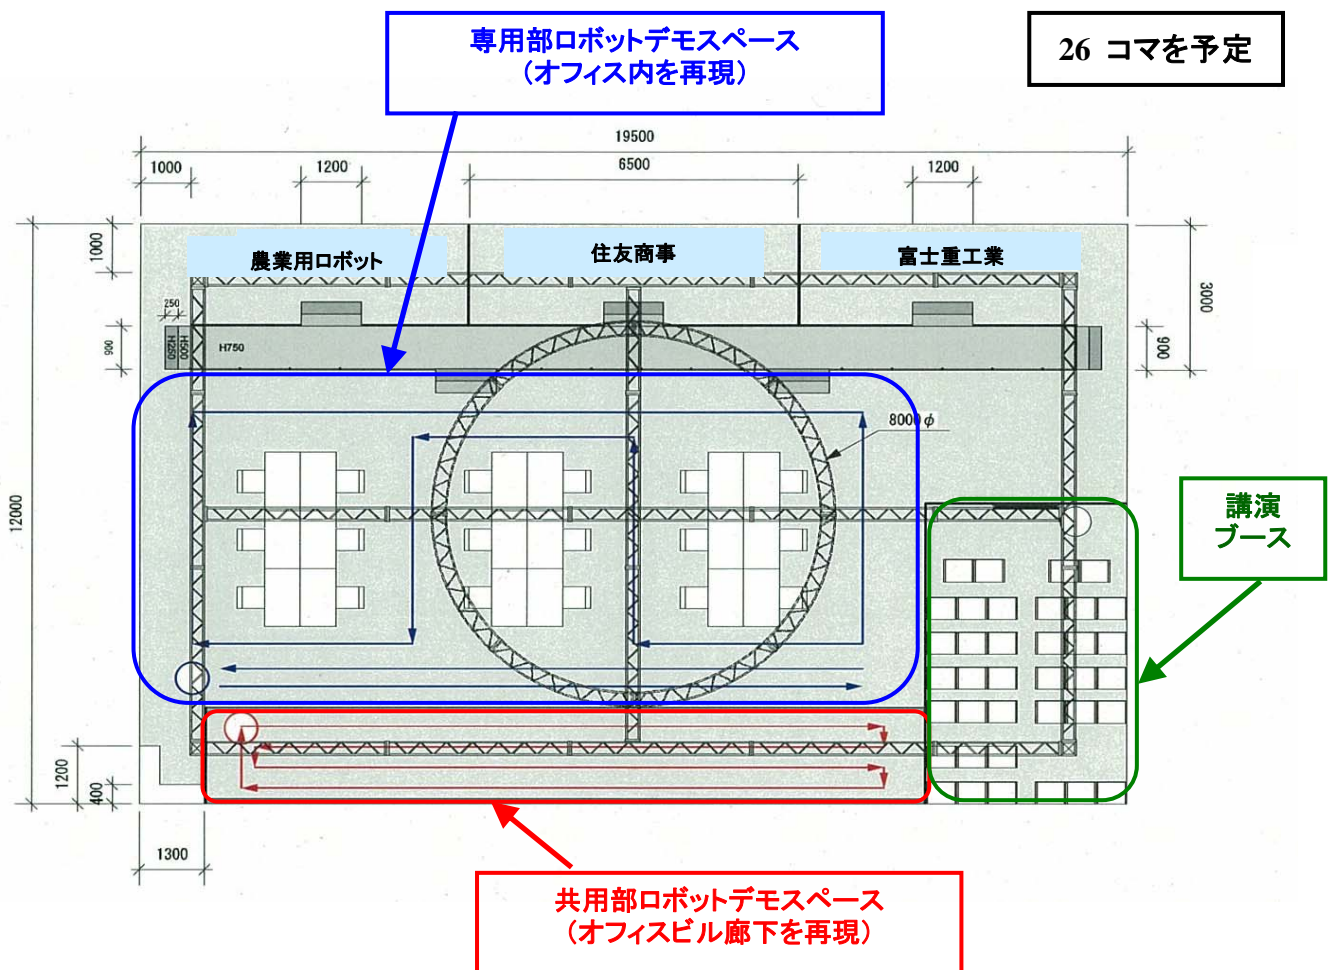 専用部ロボットデモスペース
（オフィス内を再現）
26 コマを予定
19500
1000
1200
6500
1200
1000
農業用ロボット
住友商事
富士重工業
3000
250
900
H250
H500
H750
900
8000φ
12000
講演
ブース
1200
400
1300
共用部ロボットデモスペース
（オフィスビル廊下を再現）